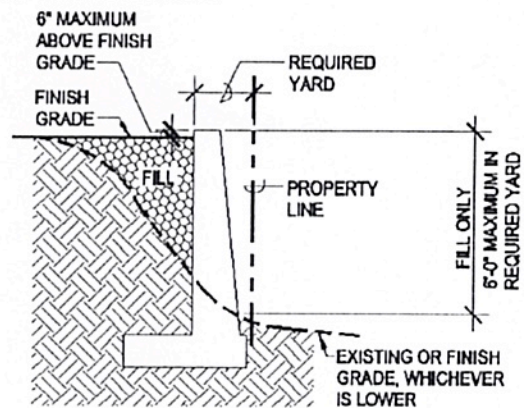 6" MAXIMUM
ABOVE FINISH
GRADE
FINISH
GRADE
REQUIRED
YARD
FILL
PROPERTY
LINE
FILL ONLY
6'-0" MAXIMUM IN
REQUIRED YARD
EXISTING OR FINISH
GRADE, WHICHEVER
IS LOWER